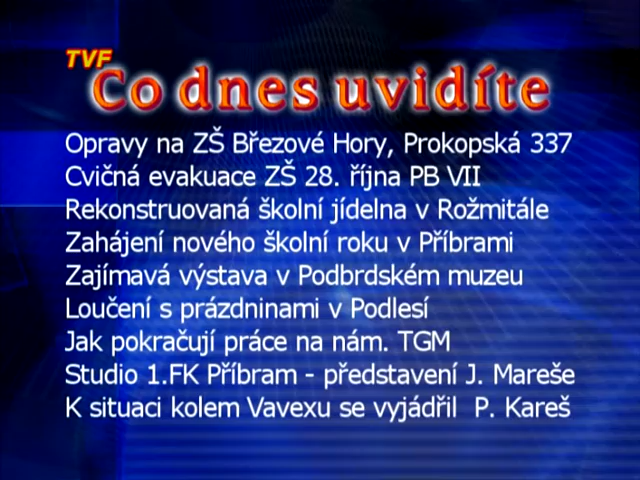 TVF
Co dnes uvidíte
Opravy na ZŠ Březové Hory, Prokopská 337
Cvičná evakuace ZŠ 28. října PB VII
Rekonstruovaná školní jídelna v Rožmitále
Zahájení nového školní roku v Příbrami
Zajímavá výstava v Podbrdském muzeu
Loučení s prázdninami v Podlesí
Jak pokračují práce na nám. TGM
Studio 1.FK Příbram - představení J. Mareše
K situaci kolem Vavexu se vyjádřil  P. Kareš